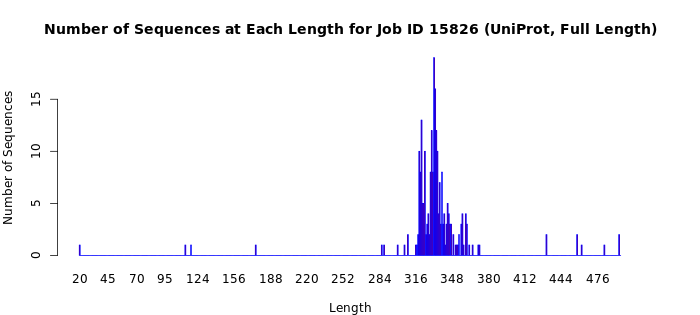 Number of Sequences at Each Length for Job ID 15826 (UniProt, Full Length)
Number of Sequences
15
10
5
0
20 45 70 95 124 156 188 220 252 284 316 348 380 412 444 476
Length